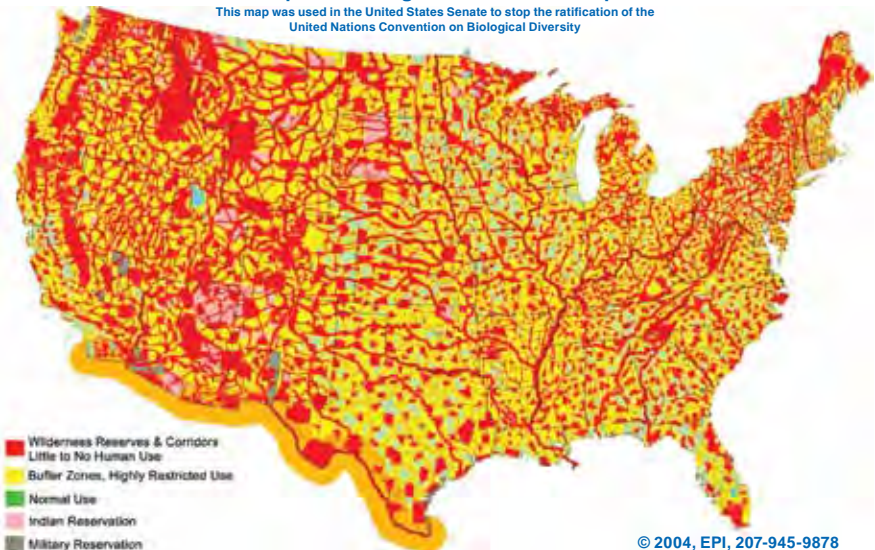 This map was used in the United States Senate to stop the ratification of the
United Nations Convention on Biological Diversity
Wilderness Reserves & Corridors
Little to No Human Use
Buffer Zones, Highly Restricted Use
Normal Use
Indian Reservation
Military Reservation
© 2004, EPI, 207-945-9878